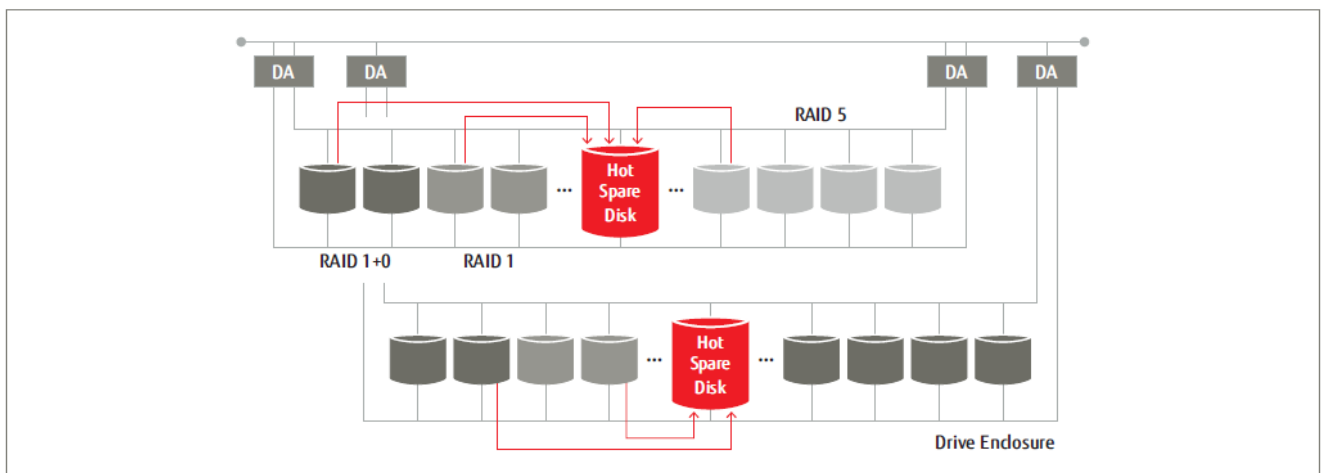 DA
DA
DA
DA
RAID 5
Hot
Spare
Disk
...
...
RAID 1+0
RAID 1
Hot
Spare
Disk
...
...
Drive Enclosure